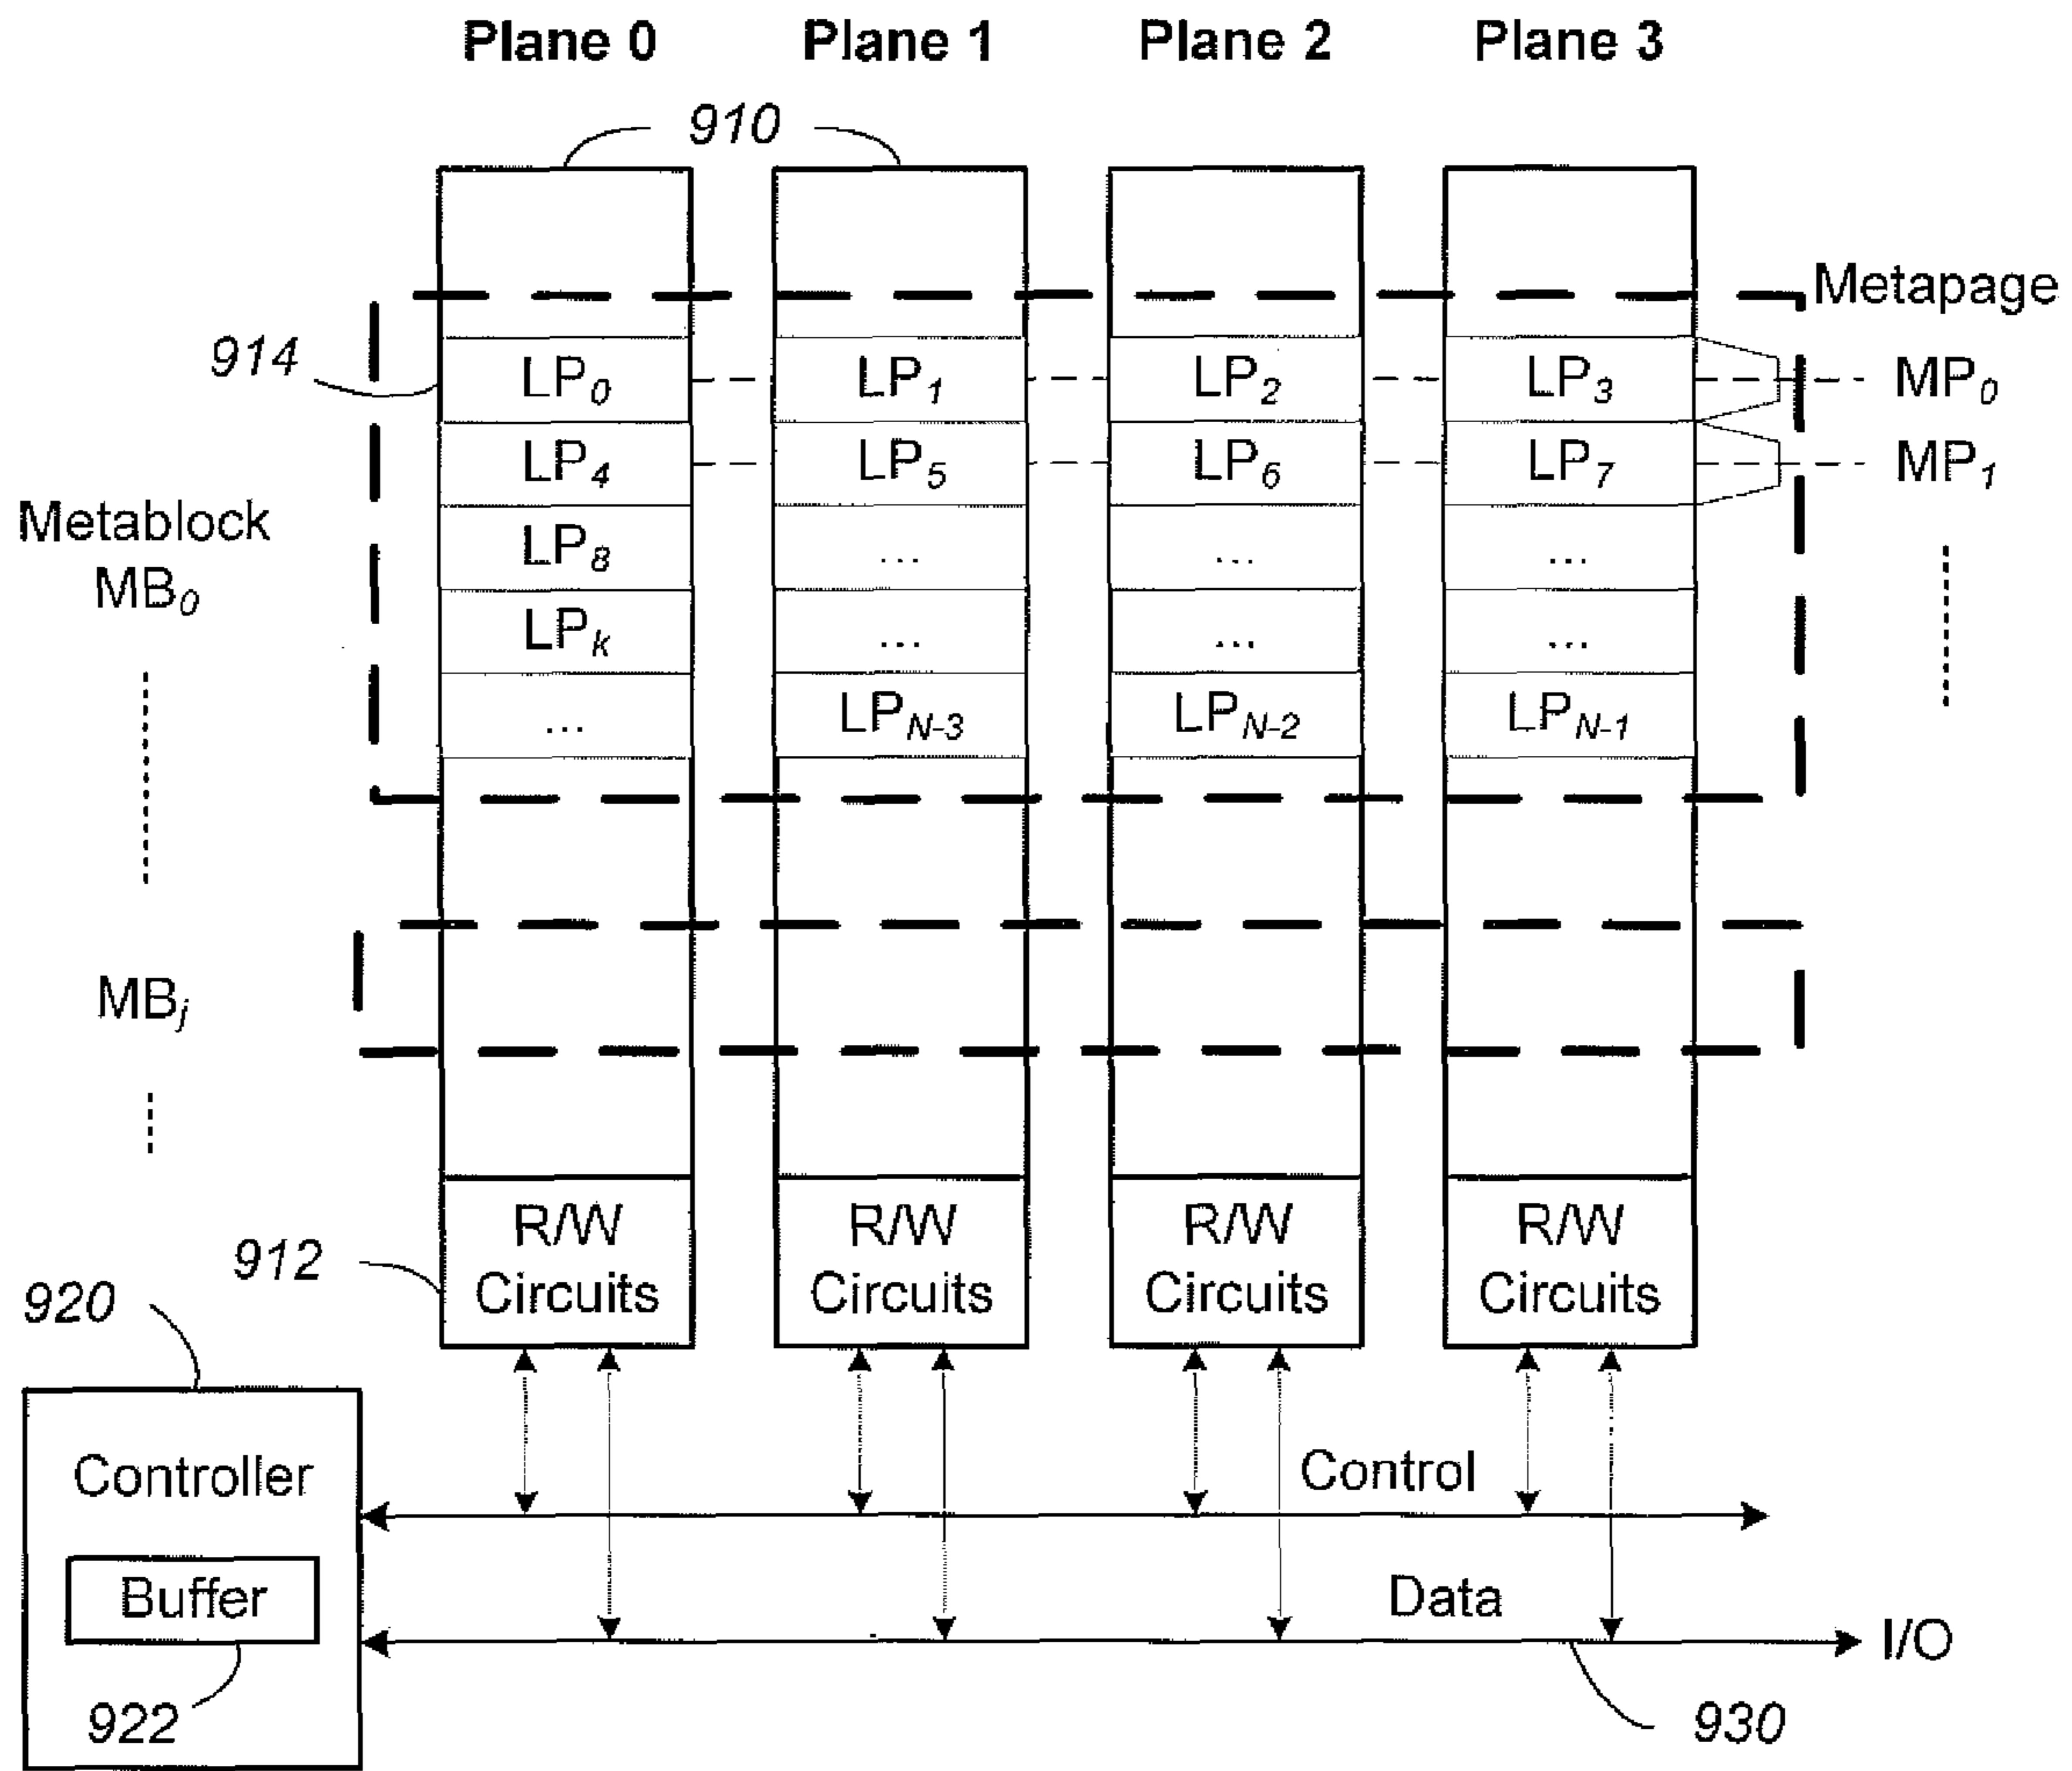 Plane 0 Plane 1 Plane 2 Plane 3
910
Metapage
914 LP0 LP1 LP2 LP3 MP0
LP4 LP5 LP6 LP7 MP1
Metablock LP8 ... ... ...
MB0 LPk ... ... ...
... LPN-3 LPN-2 LPN-1
MBj
R/W R/W R/W R/W
912 Circuits Circuits Circuits Circuits
920
Controller Control
Buffer Data
I/O
922 930